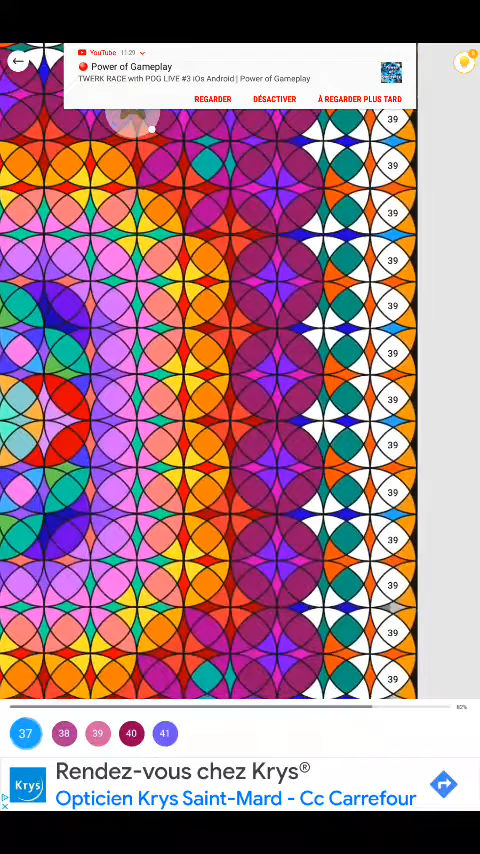 YouTube 11:29
Power of Gameplay
TWERK RACE with POG LIVE #3 IOs Android | Power of Gameplay
REGARDER DÉSACTIVER À REGARDER PLUS TARD
39
39
39
39
39
39
39
39
39
39
39
39
39
82%
37 38 39 40 41
Krys
Rendez-vous chez Krys®
Opticien Krys Saint-Mard - Cc Carrefour